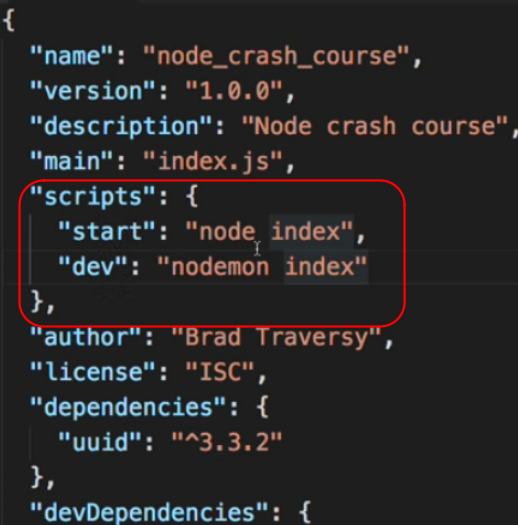 {
"name": "node_crash_course",
"version": "1.0.0",
"description": "Node crash course",
"main": "index.js",
"scripts": {
"start": "node index",
"dev": "nodemon index"
},
"author": "Brad Traversy",
"license": "ISC",
"dependencies": {
"uuid": "^3.3.2"
},
"devDependencies": {